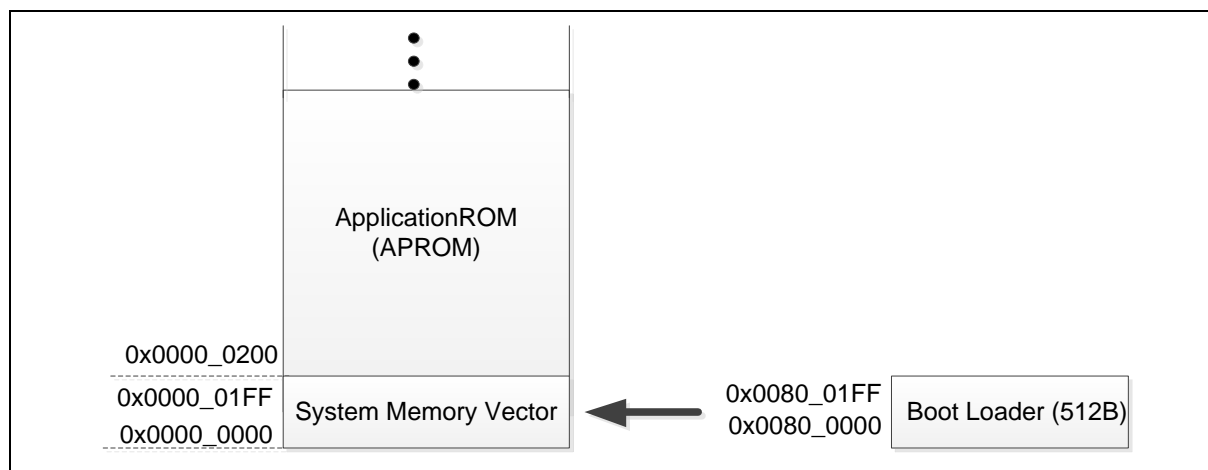 ApplicationROM
(APROM)
0x0000_0200
0x0000_01FF
System Memory Vector
0x0000_0000
0x0080_01FF
0x0080_0000
Boot Loader (512B)